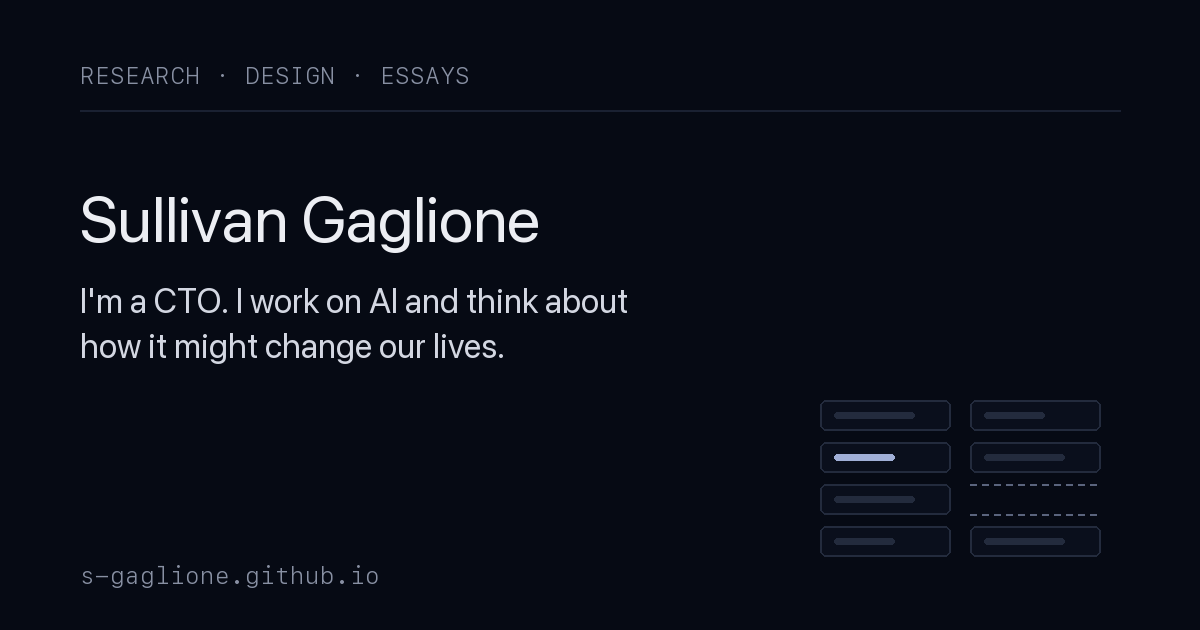 RESEARCH · DESIGN · ESSAYS
Sullivan Gaglione
I'm a CTO. I work on AI and think about
how it might change our lives.
s-gaglione.github.io